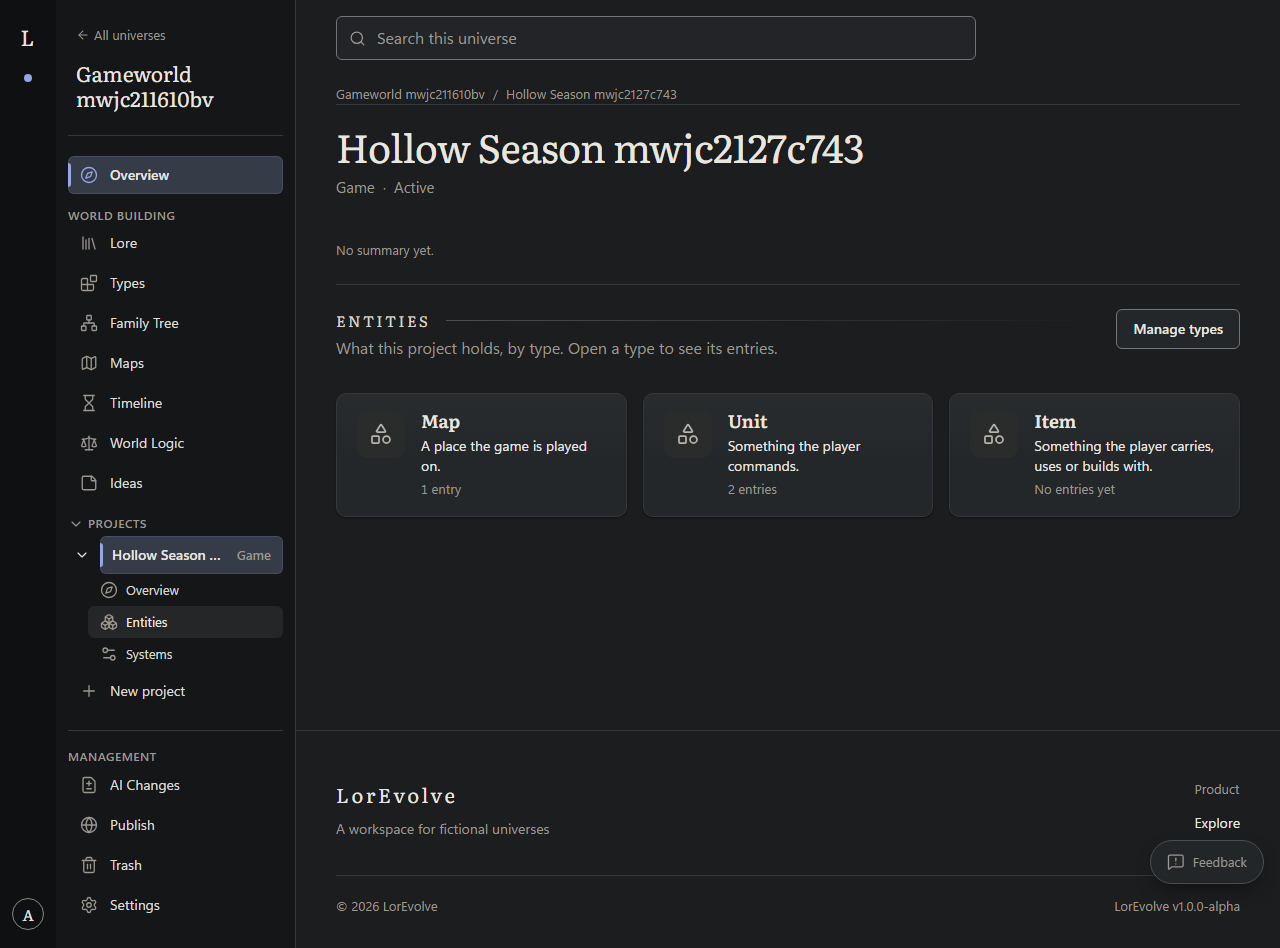 L
← All universes
Gameworld
mwjc211610bv
Overview
WORLD BUILDING
Lore
Types
Family Tree
Maps
Timeline
World Logic
Ideas
PROJECTS
Hollow Season ... Game
Overview
Entities
Systems
New project
MANAGEMENT
AI Changes
Publish
Trash
Settings
A
Search this universe
Gameworld mwjc211610bv / Hollow Season mwjc2127c743
Hollow Season mwjc2127c743
Game · Active
No summary yet.
ENTITIES
Manage types
What this project holds, by type. Open a type to see its entries.
Map
A place the game is played
on.
1 entry
Unit
Something the player
commands.
2 entries
Item
Something the player carries,
uses or builds with.
No entries yet
LorEvolve
A workspace for fictional universes
Product
Explore
Feedback
© 2026 LorEvolve
LorEvolve v1.0.0-alpha